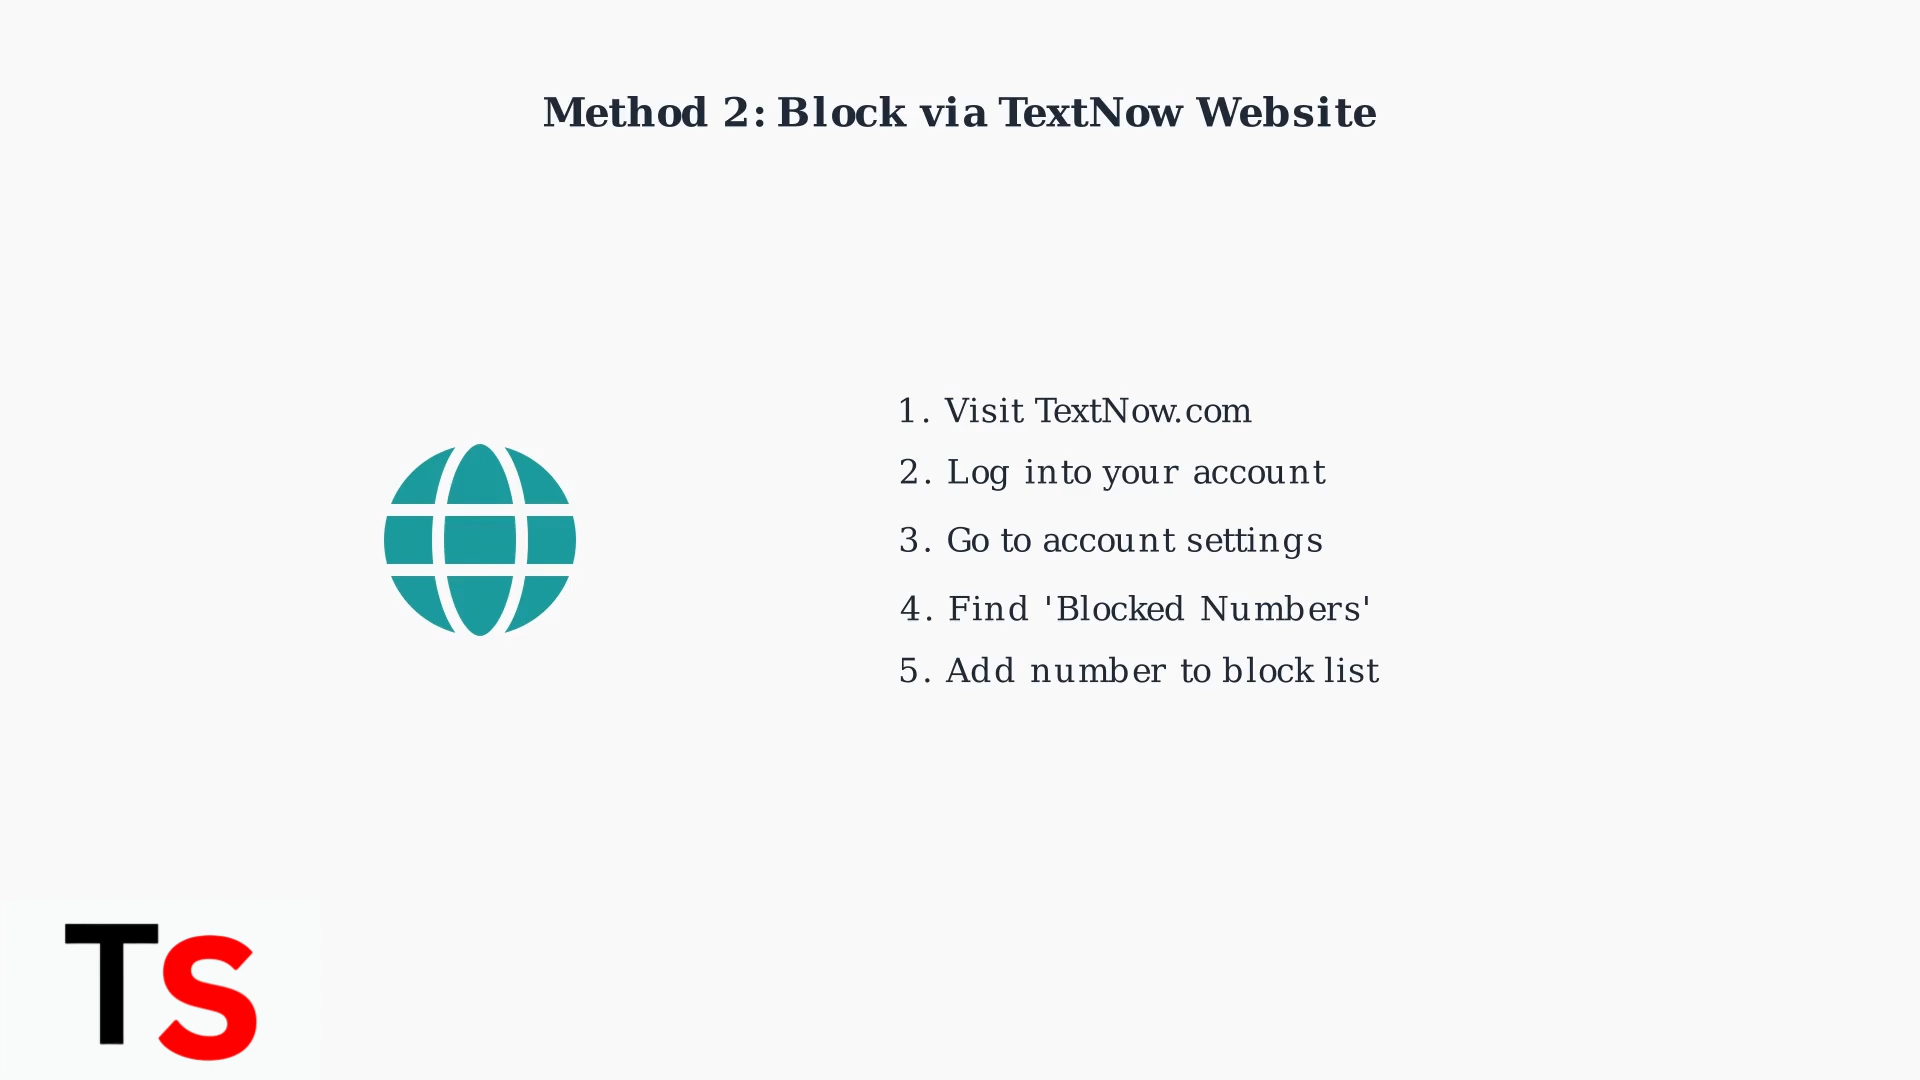 Method 2: Block via TextNow Website
1. Visit TextNow.com
2. Log into your account
3. Go to account settings
4. Find 'Blocked Numbers'
5. Add number to block list
TS